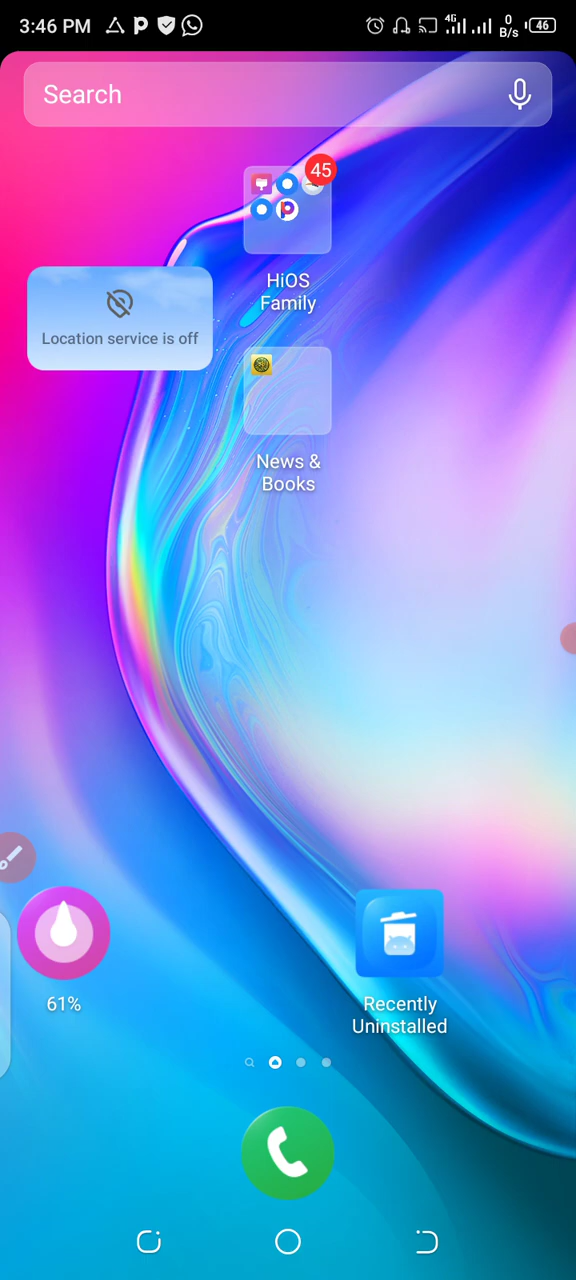 3:46 PM
4G
0
B/s
46
Search
45
HiOS
Family
Location service is off
News &
Books
61%
Recently
Uninstalled